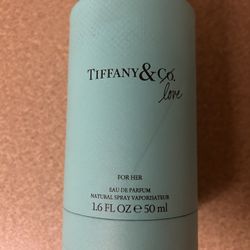 TIFFANY & CO.
love
FOR HER
EAU DE PARFUM
NATURAL SPRAY VAPORISATEUR
1.6 FL OZ e 50 ml